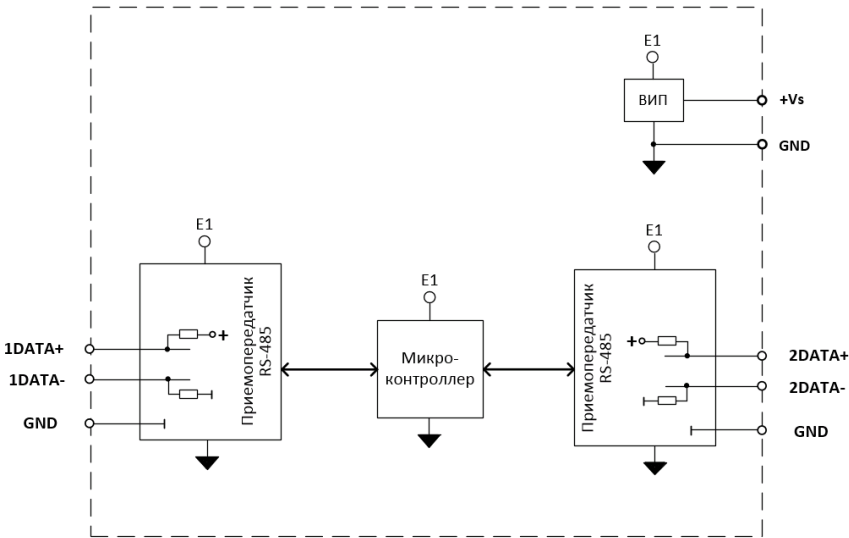 E1
ВИП
+Vs
GND
E1
Приемопередатчик
RS-485
+
1DATA+
1DATA-
GND
E1
Микро-
контроллер
E1
Приемопередатчик
RS-485
+
2DATA+
2DATA-
GND